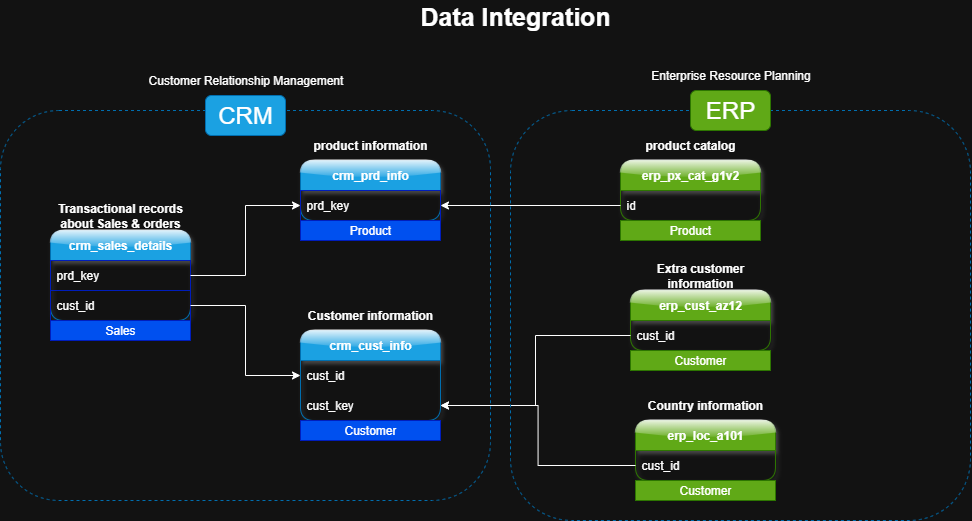 Data Integration
Customer Relationship Management
CRM
product information
crm_prd_info
prd_key
Product
Transactional records
about Sales & orders
crm_sales_details
prd_key
cust_id
Sales
Customer information
crm_cust_info
cust_id
cust_key
Customer
Enterprise Resource Planning
ERP
product catalog
erp_px_cat_g1v2
id
Product
Extra customer
information
erp_cust_az12
cust_id
Customer
Country information
erp_loc_a101
cust_id
Customer